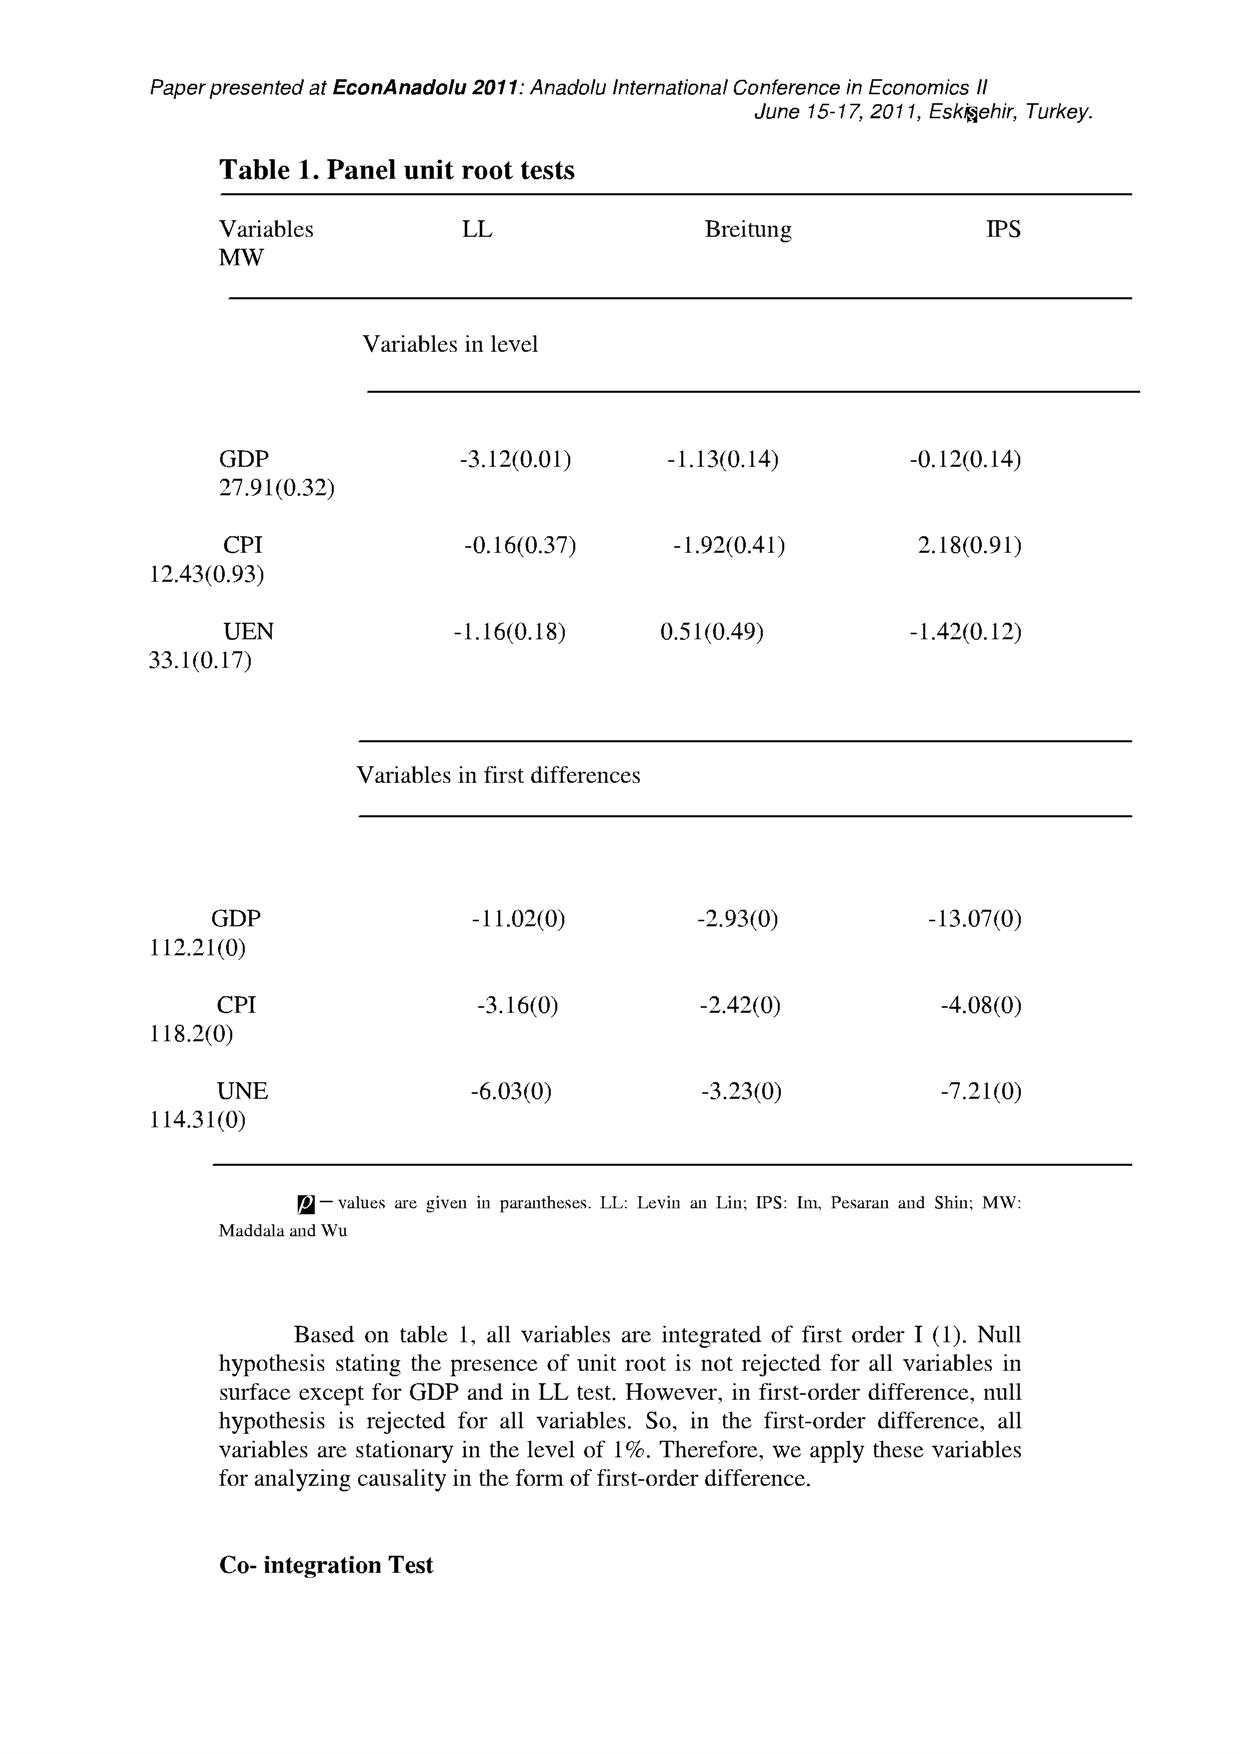 Paper presented at EconAnadolu 2011: Anadolu International Conference in Economics II
June 15-17, 2011, Eskişehir, Turkey.
Table 1. Panel unit root tests
Variables LL Breitung IPS
MW
Variables in level
GDP -3.12(0.01) -1.13(0.14) -0.12(0.14)
27.91(0.32)
CPI -0.16(0.37) -1.92(0.41) 2.18(0.91)
12.43(0.93)
UEN -1.16(0.18) 0.51(0.49) -1.42(0.12)
33.1(0.17)
Variables in first differences
GDP -11.02(0) -2.93(0) -13.07(0)
112.21(0)
CPI -3.16(0) -2.42(0) -4.08(0)
118.2(0)
UNE -6.03(0) -3.23(0) -7.21(0)
114.31(0)
ρ – values are given in parantheses. LL: Levin an Lin; IPS: Im, Pesaran and Shin; MW:
Maddala and Wu
Based on table 1, all variables are integrated of first order I (1). Null
hypothesis stating the presence of unit root is not rejected for all variables in
surface except for GDP and in LL test. However, in first-order difference, null
hypothesis is rejected for all variables. So, in the first-order difference, all
variables are stationary in the level of 1%. Therefore, we apply these variables
for analyzing causality in the form of first-order difference.
Co- integration Test